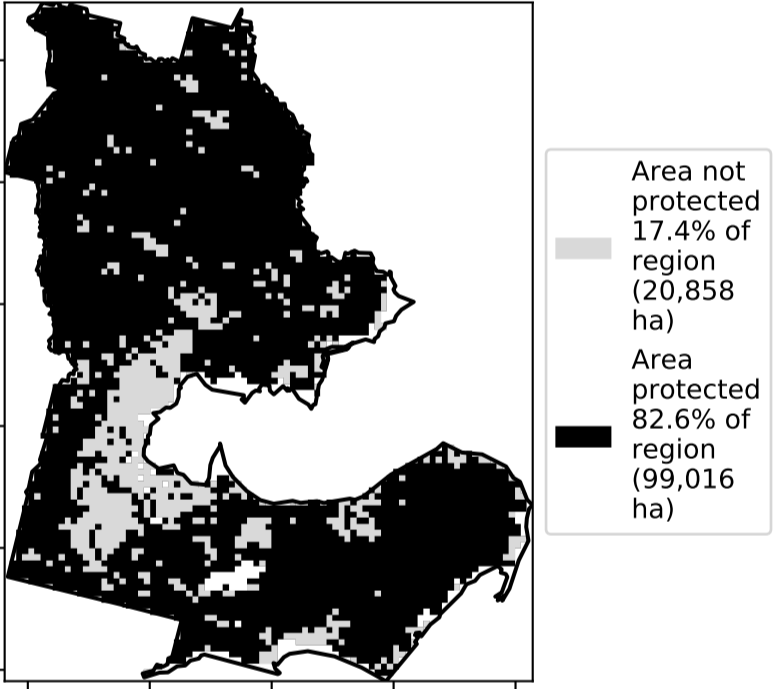 Area not
protected
17.4% of
region
(20,858
ha)
Area
protected
82.6% of
region
(99,016
ha)